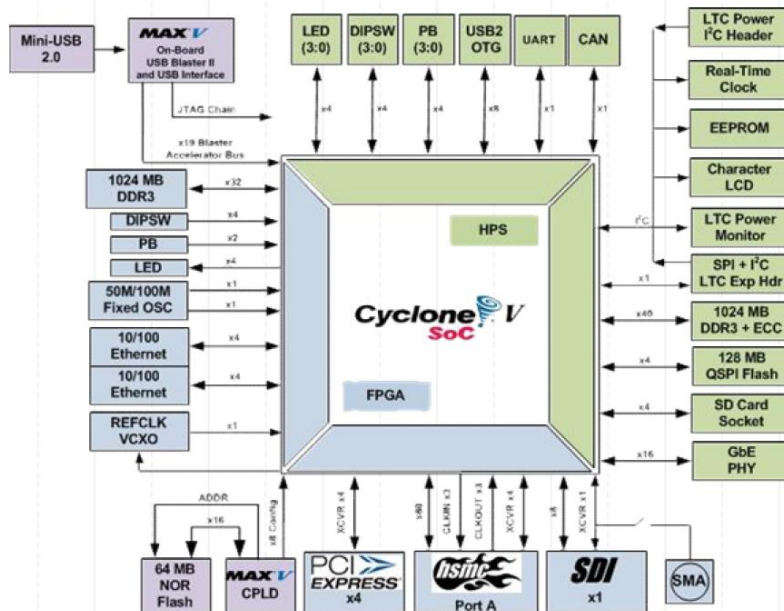 Mini-USB
2.0
MAX V
On-Board
USB Blaster II
and USB Interface
JTAG Chain
x19 Blaster
Accelerator Bus
LED
(3:0)
DIPSW
(3:0)
PB
(3:0)
USB2
OTG
UART
CAN
x4
x4
x4
x8
x1
x1
LTC Power
I²C Header
Real-Time
Clock
EEPROM
Character
LCD
LTC Power
Monitor
SPI + I²C
LTC Exp Hdr
1024 MB
DDR3 + ECC
128 MB
QSPI Flash
SD Card
Socket
GbE
PHY
I²C
x1
x40
x4
x4
x16
1024 MB
DDR3
x32
DIPSW
x4
PB
x2
LED
x4
50M/100M
Fixed OSC
x1
x1
10/100
Ethernet
x4
10/100
Ethernet
x4
REFCLK
VCXO
x1
HPS
Cyclone V
SoC
FPGA
ADDR
x16
x8 Config
64 MB
NOR
Flash
MAX V
CPLD
XCVR x4
PCI
EXPRESS
x4
x80
CLKIN x3
CLKOUT x3
XCVR x4
hsmc
Port A
x8
XCVR x1
SDI
x1
SMA